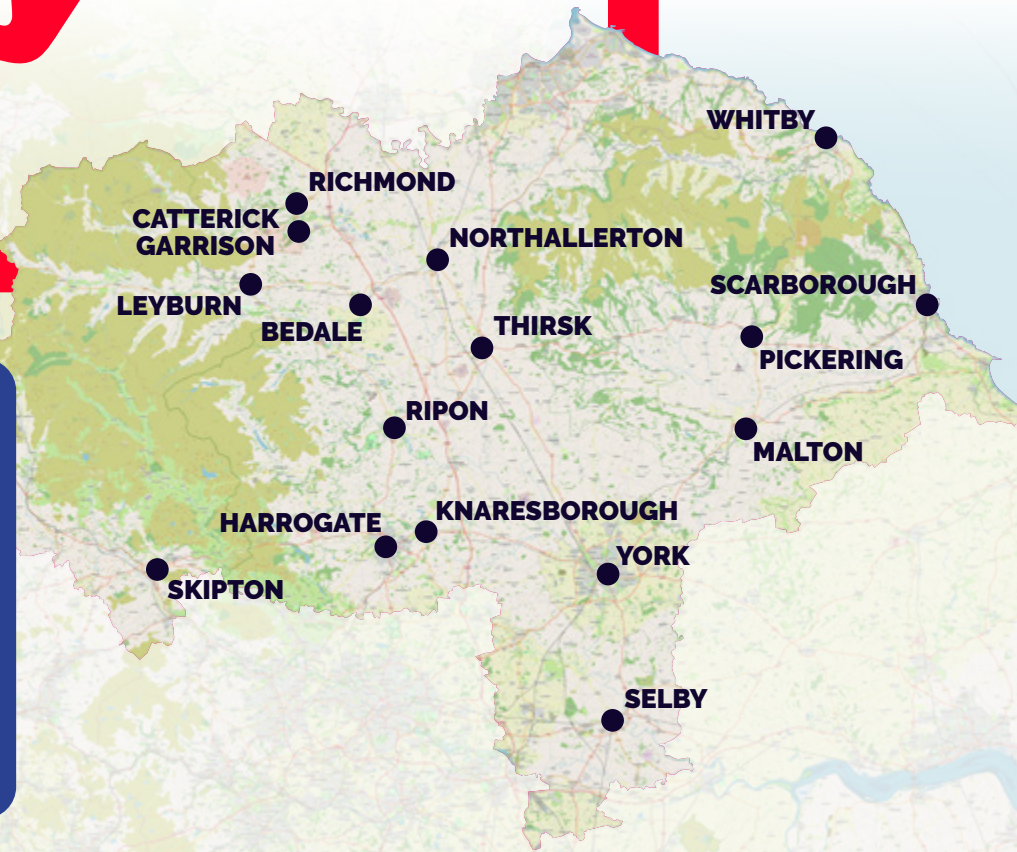 WHITBY
RICHMOND
CATTERICK
GARRISON
NORTHALLERTON
LEYBURN
BEDALE
SCARBOROUGH
THIRSK
PICKERING
RIPON
MALTON
HARROGATE
KNARESBOROUGH
YORK
SKIPTON
SELBY